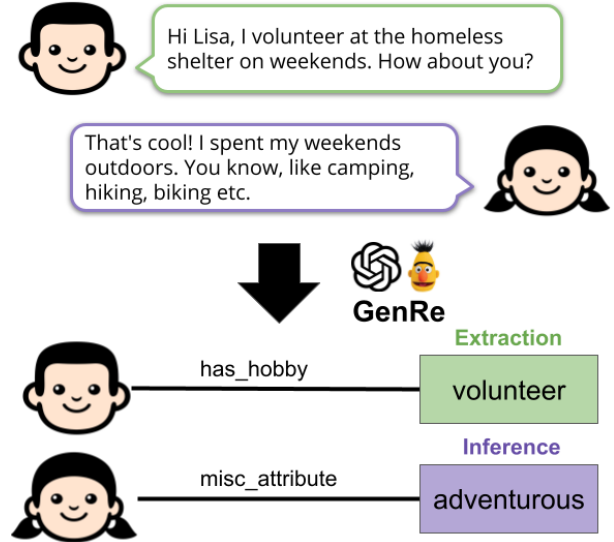 Hi Lisa, I volunteer at the homeless
shelter on weekends. How about you?
That's cool! I spent my weekends
outdoors. You know, like camping,
hiking, biking etc.
GenRe
Extraction
has_hobby
volunteer
Inference
misc_attribute
adventurous